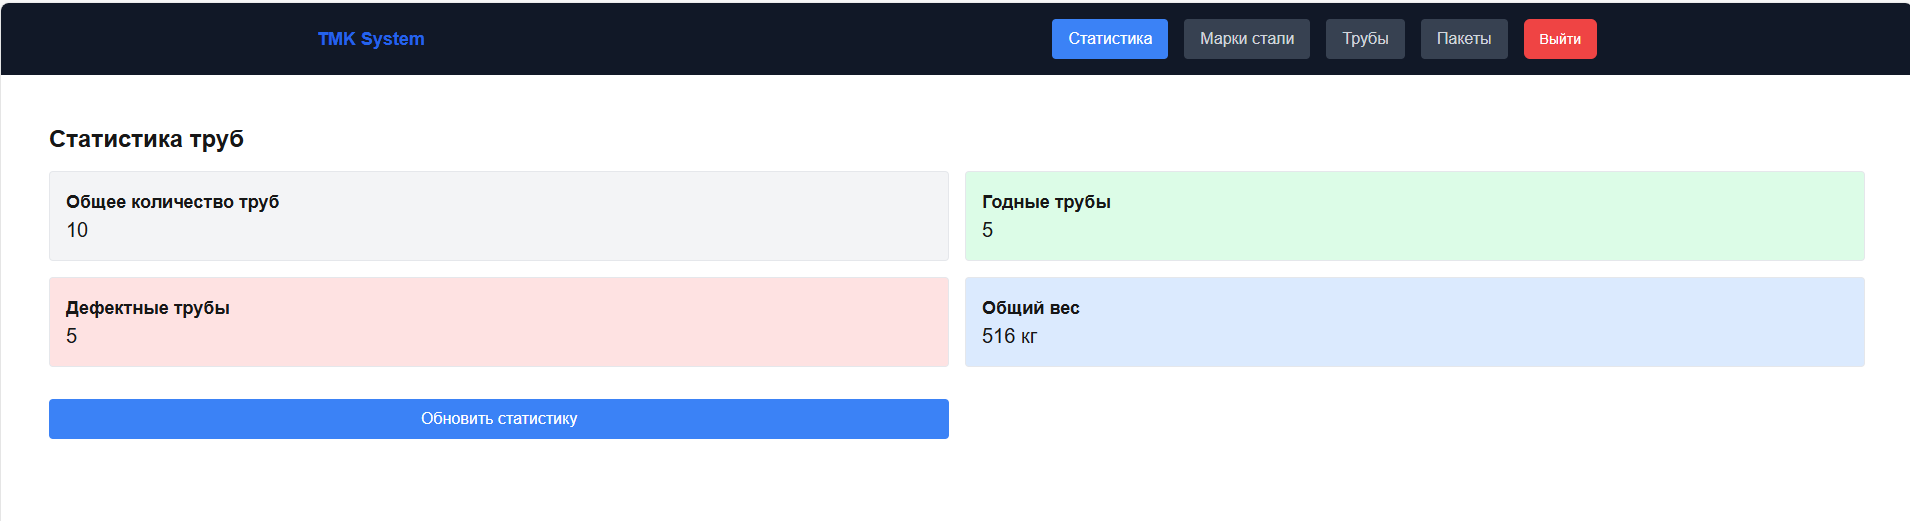 TMK System
Статистика
Марки стали
Трубы
Пакеты
Выйти
Статистика труб
Общее количество труб
10
Годные трубы
5
Дефектные трубы
5
Общий вес
516 кг
Обновить статистику